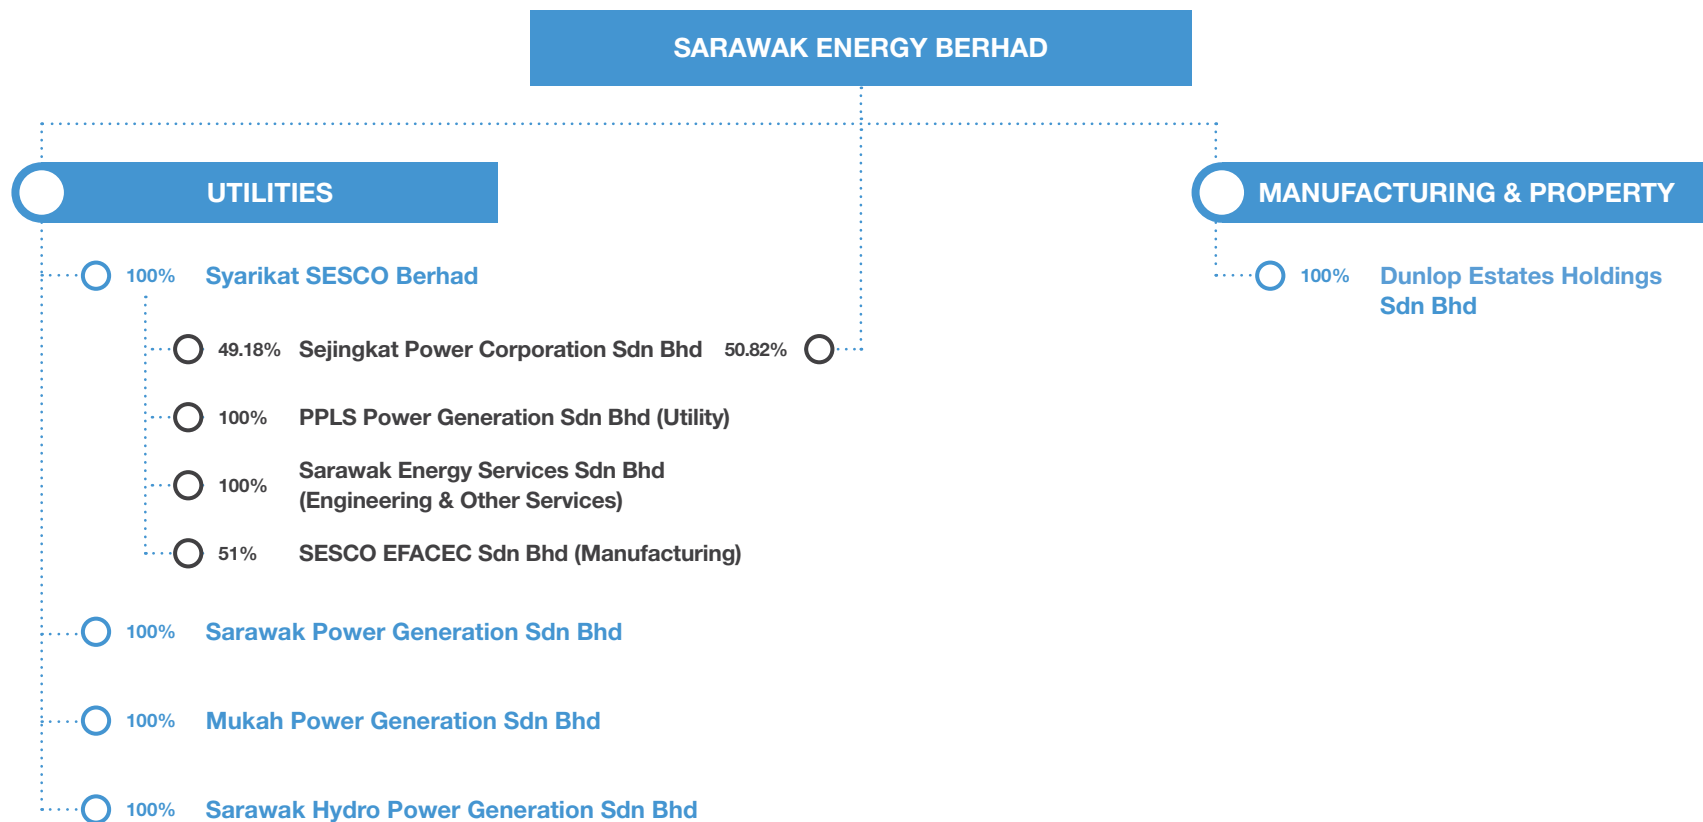 SARAWAK ENERGY BERHAD
UTILITIES
MANUFACTURING & PROPERTY
100% Syarikat SESCO Berhad
100% Dunlop Estates Holdings
Sdn Bhd
49.18% Sejingkat Power Corporation Sdn Bhd 50.82%
100% PPLS Power Generation Sdn Bhd (Utility)
100% Sarawak Energy Services Sdn Bhd
(Engineering & Other Services)
51% SESCO EFACEC Sdn Bhd (Manufacturing)
100% Sarawak Power Generation Sdn Bhd
100% Mukah Power Generation Sdn Bhd
100% Sarawak Hydro Power Generation Sdn Bhd